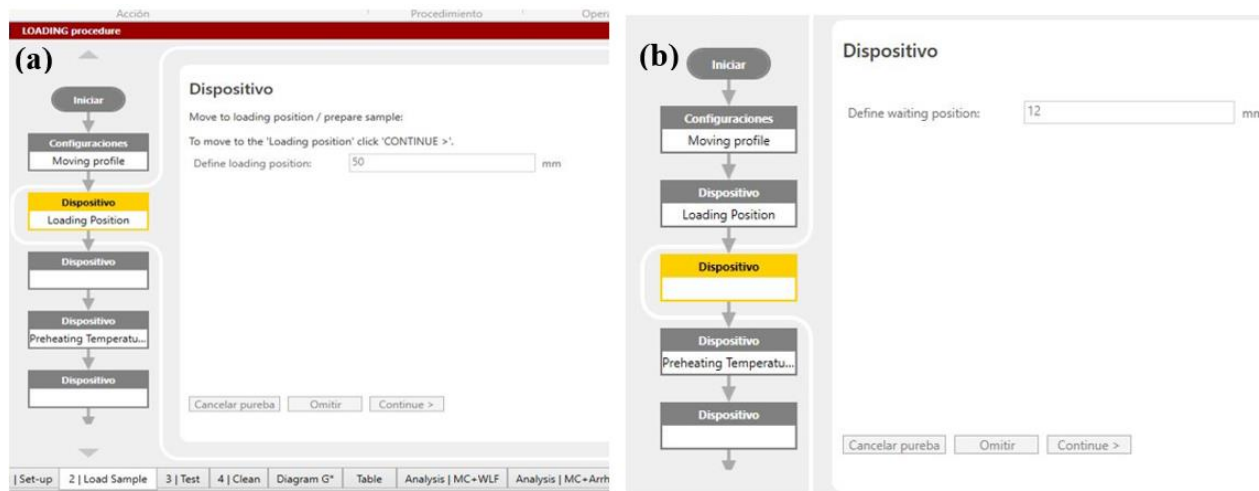 Acción Procedimiento
LOADING procedure
(a)
Iniciar
Configuraciones
Moving profile
Dispositivo
Loading Position
Dispositivo
Dispositivo
Preheating Temperatu...
Dispositivo
Dispositivo
Move to loading position / prepare sample:
To move to the 'Loading position' click 'CONTINUE >'.
Define loading position: 50 mm
Cancelar pureba Omitir Continue >
| Set-up 2 | Load Sample 3 | Test 4 | Clean Diagram G* Table Analysis | MC+WLF Analysis | MC+Arrh
(b)
Iniciar
Configuraciones
Moving profile
Dispositivo
Loading Position
Dispositivo
Dispositivo
Preheating Temperatu...
Dispositivo
Dispositivo
Define waiting position: 12 mm
Cancelar pureba Omitir Continue >